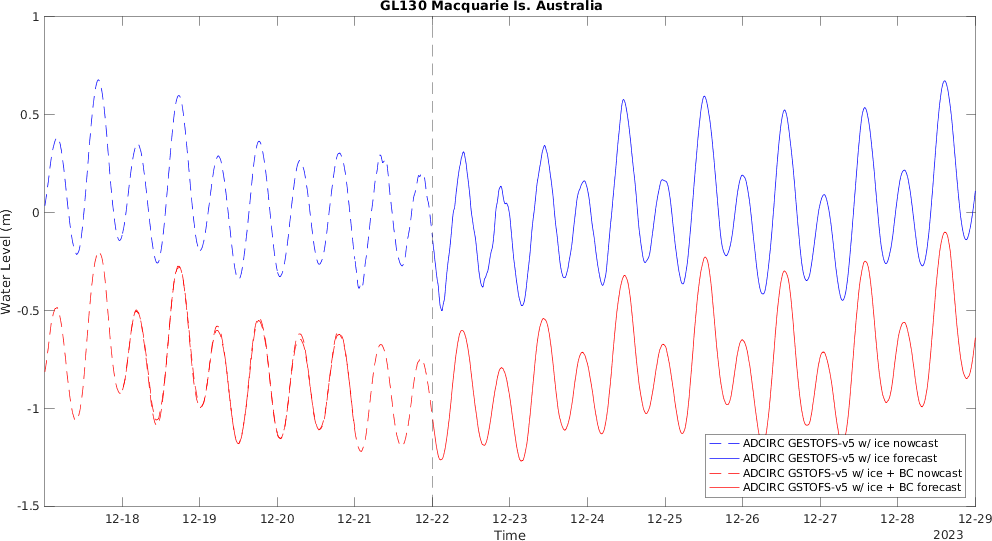 GL130 Macquarie Is. Australia
1
0.5
0
-0.5
-1
-1.5
Water Level (m)
12-18 12-19 12-20 12-21 12-22 12-23 12-24 12-25 12-26 12-27 12-28 12-29
Time
2023
ADCIRC GESTOFS-v5 w/ ice nowcast
ADCIRC GESTOFS-v5 w/ ice forecast
ADCIRC GSTOFS-v5 w/ ice + BC nowcast
ADCIRC GSTOFS-v5 w/ ice + BC forecast